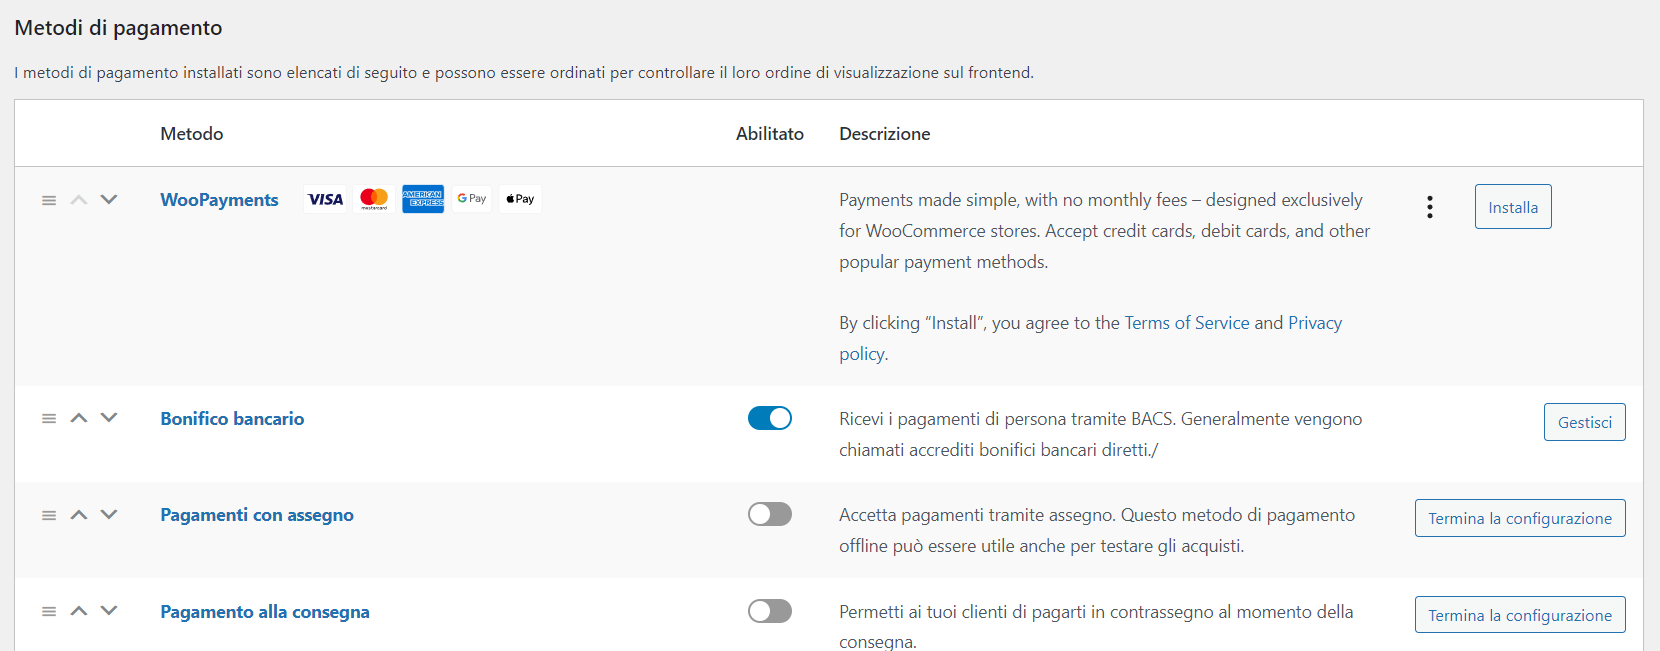 Metodi di pagamento
I metodi di pagamento installati sono elencati di seguito e possono essere ordinati per controllare il loro ordine di visualizzazione sul frontend.
Metodo Abilitato Descrizione
WooPayments VISA mastercard AMERICAN EXPRESS G Pay Pay
Payments made simple, with no monthly fees – designed exclusively
for WooCommerce stores. Accept credit cards, debit cards, and other
popular payment methods.
Installa
By clicking “Install”, you agree to the Terms of Service and Privacy
policy.
Bonifico bancario
Ricevi i pagamenti di persona tramite BACS. Generalmente vengono
chiamati accrediti bonifici bancari diretti./
Gestisci
Pagamenti con assegno
Accetta pagamenti tramite assegno. Questo metodo di pagamento
offline può essere utile anche per testare gli acquisti.
Termina la configurazione
Pagamento alla consegna
Permetti ai tuoi clienti di pagarti in contrassegno al momento della
consegna.
Termina la configurazione